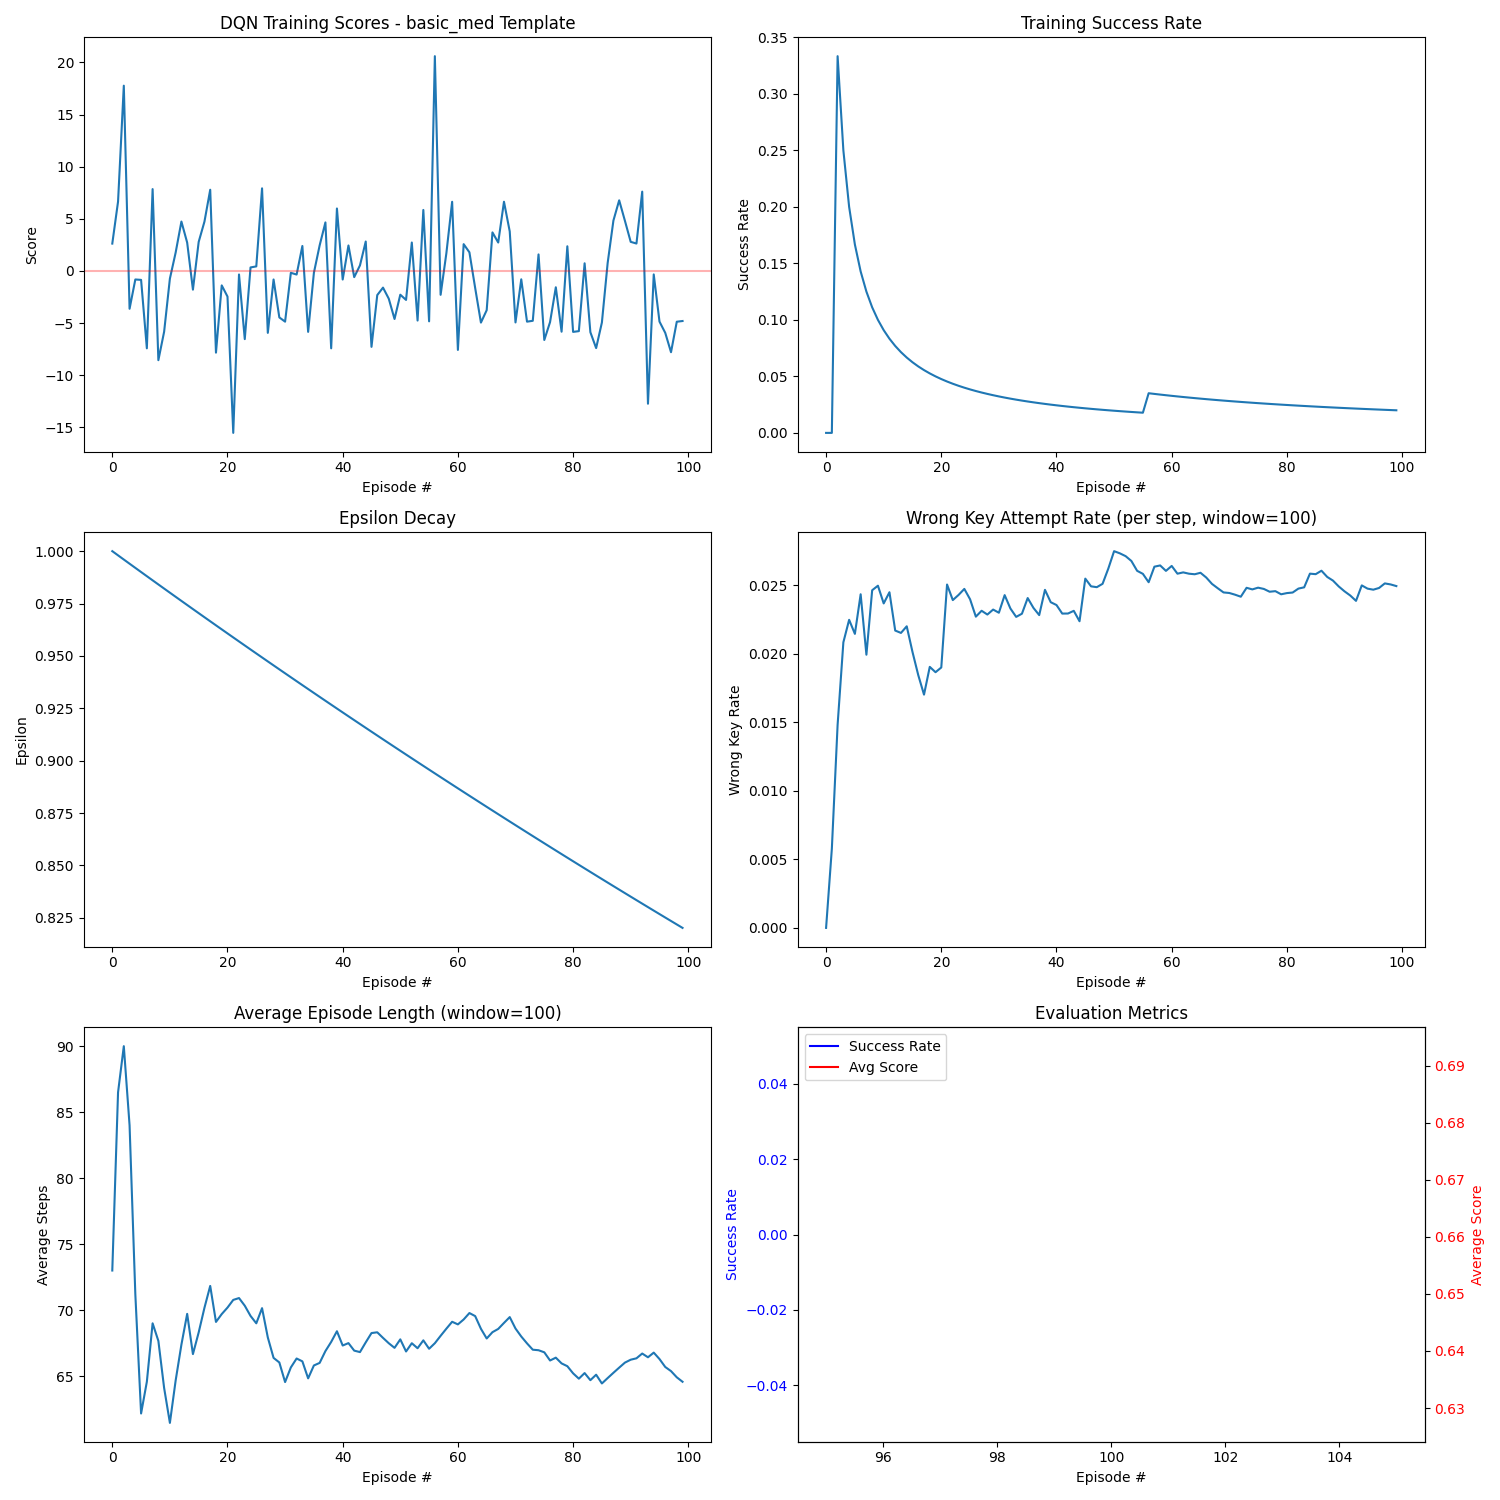 DQN Training Scores - basic_med Template
Score
20
15
10
5
0
−5
−10
−15
0 20 40 60 80 100
Episode #
Training Success Rate
Success Rate
0.35
0.30
0.25
0.20
0.15
0.10
0.05
0.00
0 20 40 60 80 100
Episode #
Epsilon Decay
Epsilon
1.000
0.975
0.950
0.925
0.900
0.875
0.850
0.825
0 20 40 60 80 100
Episode #
Wrong Key Attempt Rate (per step, window=100)
Wrong Key Rate
0.025
0.020
0.015
0.010
0.005
0.000
0 20 40 60 80 100
Episode #
Average Episode Length (window=100)
Average Steps
90
85
80
75
70
65
0 20 40 60 80 100
Episode #
Evaluation Metrics
Success Rate
Avg Score
Success Rate
0.04
0.02
0.00
−0.02
−0.04
0.69
0.68
0.67
0.66
0.65
0.64
0.63
Average Score
96 98 100 102 104
Episode #